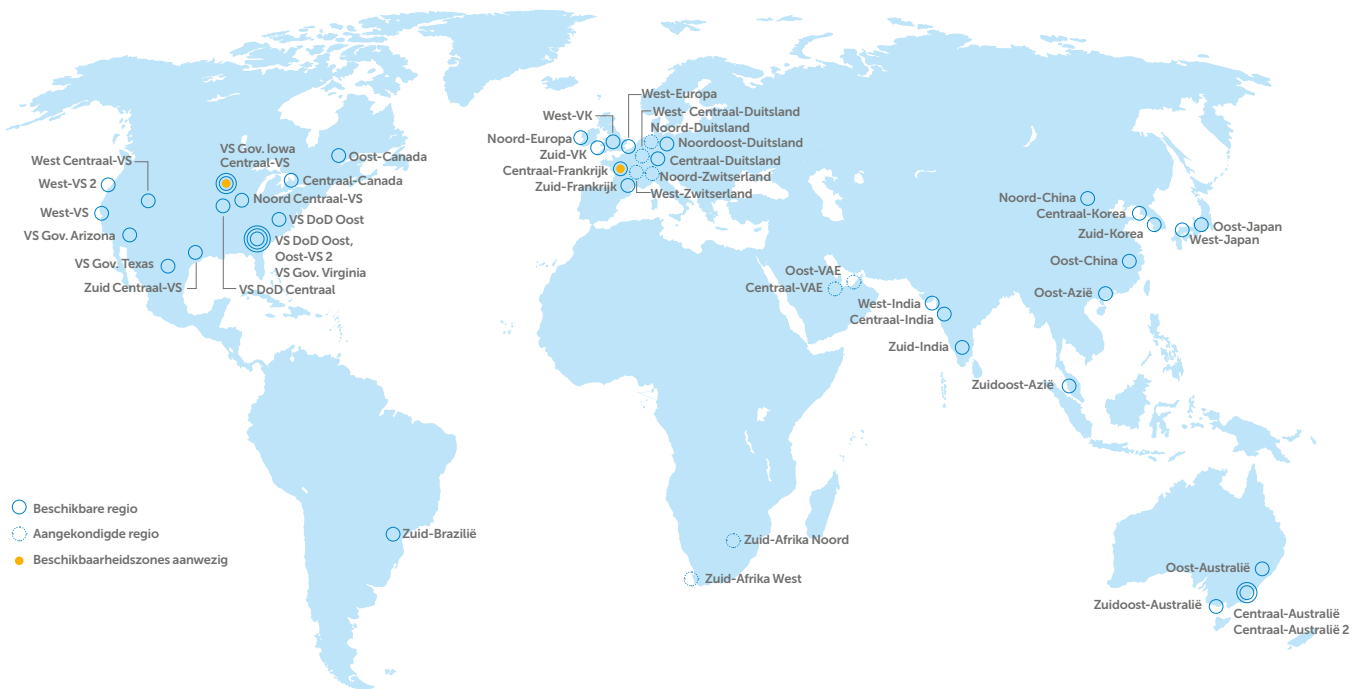 West-Europa
West- Centraal-Duitsland
West-VK
Noord-Duitsland
Noord-Europa
Noordoost-Duitsland
Zuid-VK
Centraal-Duitsland
Centraal-Frankrijk
Noord-Zwitserland
Zuid-Frankrijk
West-Zwitserland
VS Gov. Iowa
Centraal-VS
West Centraal-VS
Oost-Canada
West-VS 2
Centraal-Canada
Noord Centraal-VS
West-VS
VS DoD Oost
VS Gov. Arizona
VS DoD Oost,
Oost-VS 2
VS Gov. Virginia
VS Gov. Texas
Zuid Centraal-VS
VS DoD Centraal
Noord-China
Centraal-Korea
Zuid-Korea
Oost-Japan
West-Japan
Oost-China
Oost-VAE
Centraal-VAE
Oost-Azië
West-India
Centraal-India
Zuid-India
Zuidoost-Azië
Beschikbare regio
Aangekondigde regio
Beschikbaarheidszones aanwezig
Zuid-Brazilië
Zuid-Afrika Noord
Zuid-Afrika West
Oost-Australië
Zuidoost-Australië
Centraal-Australië
Centraal-Australië 2